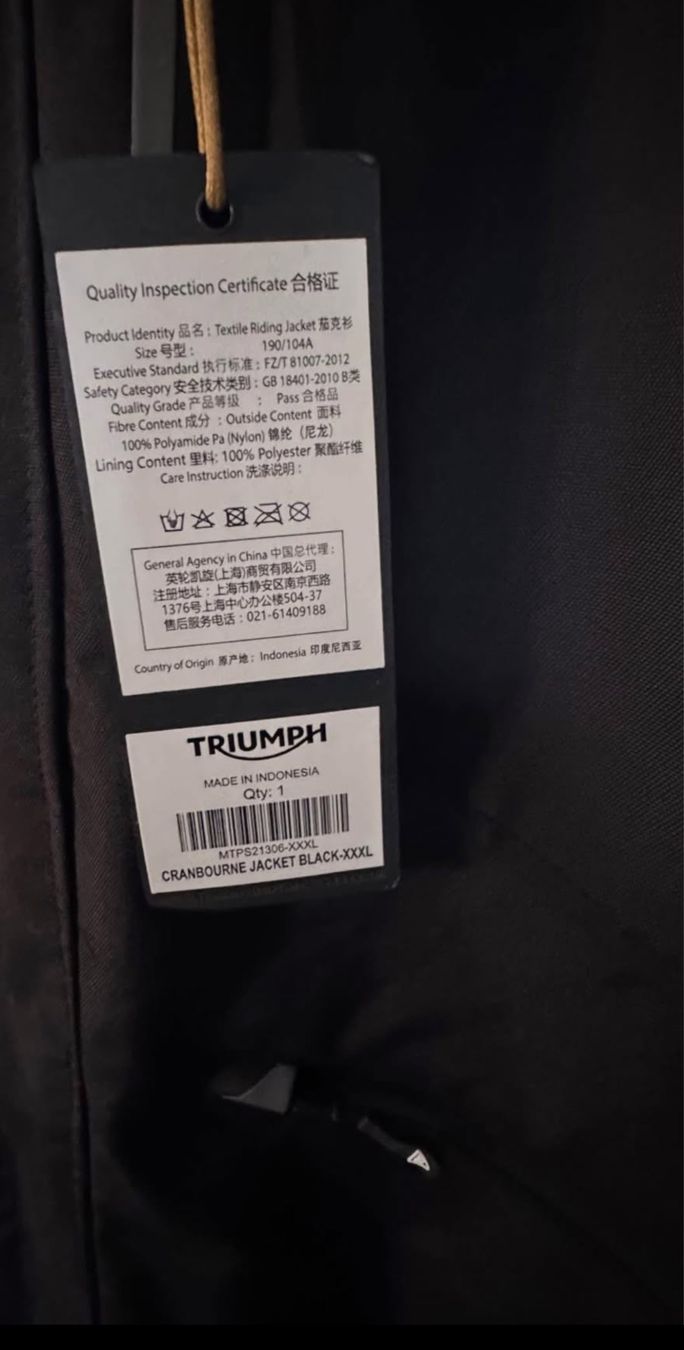 Quality Inspection Certificate 合格证
Product Identity 品名 : Textile Riding Jacket 茄克衫
Size 号型 : 190/104A
Executive Standard 执行标准 : FZ/T 81007-2012
Safety Category 安全技术类别 : GB 18401-2010 B类
Quality Grade 产品等级 : Pass 合格品
Fibre Content 成分 : Outside Content 面料
100% Polyamide Pa (Nylon) 锦纶（尼龙）
Lining Content 里料: 100% Polyester 聚酯纤维
Care Instruction 洗涤说明 :
General Agency in China 中国总代理 :
英轮凯旋(上海)商贸有限公司
注册地址 : 上海市静安区南京西路
1376号上海中心办公楼504-37
售后服务电话 : 021-61409188
Country of Origin 原产地 : Indonesia 印度尼西亚
TRIUMPH
MADE IN INDONESIA
Qty: 1
MTPS21306-XXXL
CRANBOURNE JACKET BLACK-XXXL